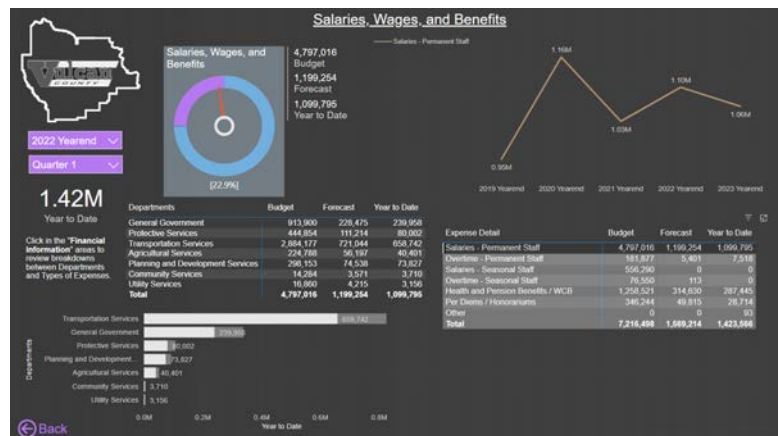 Salaries, Wages, and Benefits
Vulcan
COUNTY
2022 Yearend
Quarter 1
1.42M
Year to Date
Click in the "Financial
Information" areas to
review breakdowns
between Departments
and Types of Expenses.
Salaries, Wages, and
Benefits
[22.9%]
4,797,016
Budget
1,199,254
Forecast
1,099,795
Year to Date
Salaries - Permanent Staff
0.95M
1.16M
1.03M
1.10M
1.06M
2019 Yearend 2020 Yearend 2021 Yearend 2022 Yearend 2023 Yearend
Departments Budget Forecast Year to Date
General Government 913,900 228,475 239,958
Protective Services 444,854 111,214 80,002
Transportation Services 2,884,177 721,044 658,742
Agricultural Services 224,788 56,197 40,401
Planning and Development Services 298,153 74,538 73,827
Community Services 14,284 3,571 3,710
Utility Services 16,860 4,215 3,156
Total 4,797,016 1,199,254 1,099,795
Expense Detail Budget Forecast Year to Date
Salaries - Permanent Staff 4,797,016 1,199,254 1,099,795
Overtime - Permanent Staff 181,877 5,401 7,518
Salaries - Seasonal Staff 556,290 0 0
Overtime - Seasonal Staff 76,550 113 0
Health and Pension Benefits / WCB 1,258,521 314,630 287,445
Per Diems / Honorariums 346,244 49,815 28,714
Other 0 0 93
Total 7,216,498 1,569,214 1,423,566
Departments
Transportation Services 658,742
General Government 239,958
Protective Services 80,002
Planning and Development... 73,827
Agricultural Services 40,401
Community Services 3,710
Utility Services 3,156
0.0M 0.2M 0.4M 0.6M 0.8M
Year to Date
Back